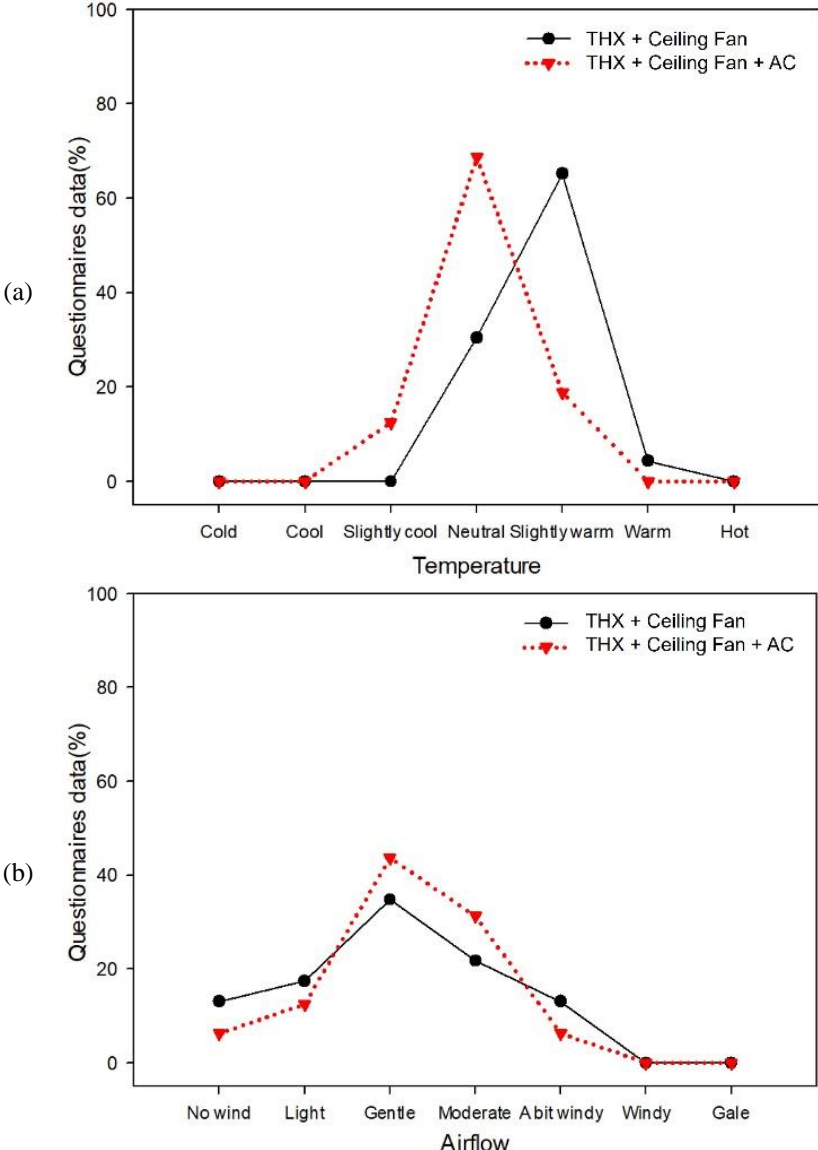 100
THX + Ceiling Fan
THX + Ceiling Fan + AC
80
60
(a)
Questionnaires data(%)
40
20
0
Cold Cool Slightly cool Neutral Slightly warm Warm Hot
Temperature
100
THX + Ceiling Fan
THX + Ceiling Fan + AC
80
60
(b)
Questionnaires data(%)
40
20
0
No wind Light Gentle Moderate A bit windy Windy Gale
Airflow